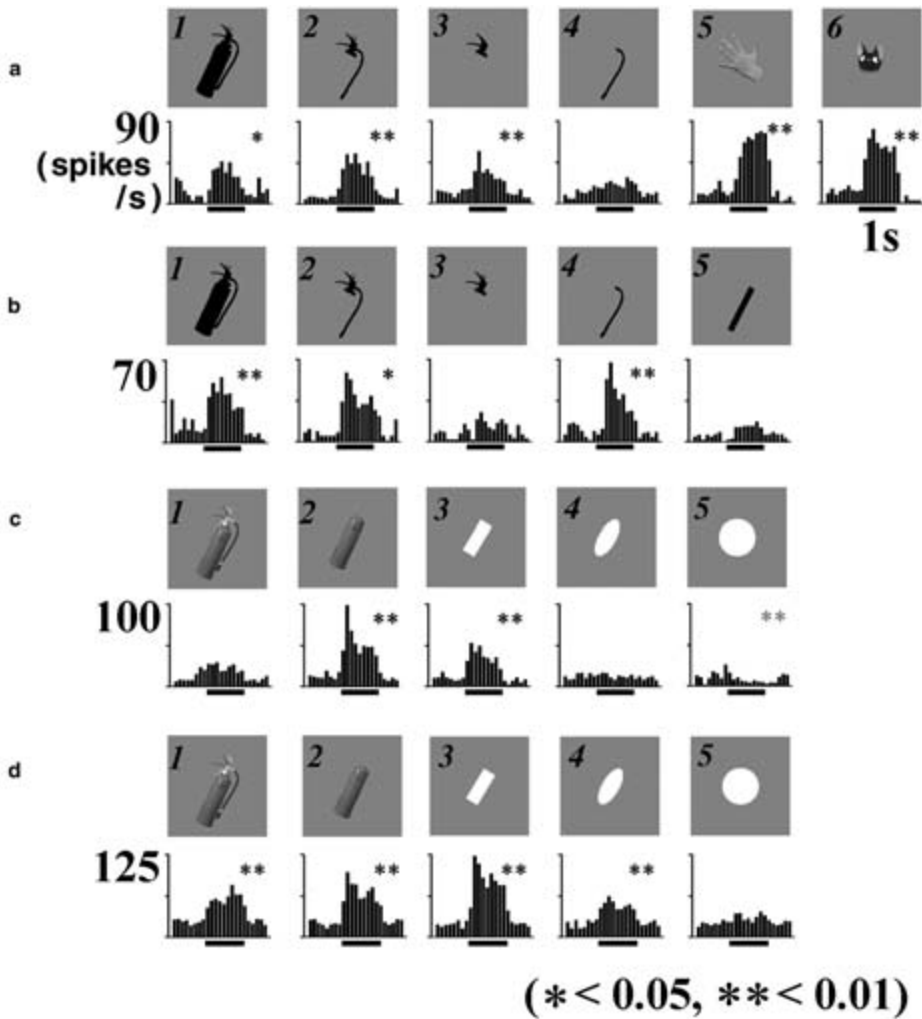 1 2 3 4 5 6
a
90 * ** ** ** **
(spikes
/s)
1s
1 2 3 4 5
b
70 ** * **
1 2 3 4 5
c
100 ** ** **
1 2 3 4 5
d
125 ** ** ** **
(*< 0.05, **< 0.01)